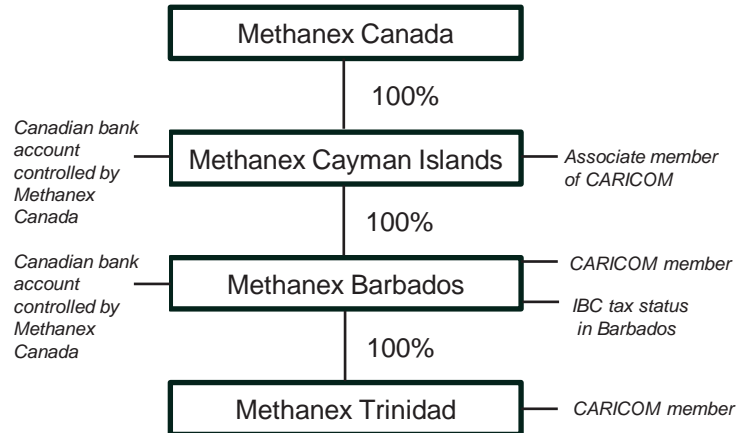 Methanex Canada
100%
Canadian bank
account
controlled by
Methanex
Canada
Methanex Cayman Islands
Associate member
of CARICOM
100%
Canadian bank
account
controlled by
Methanex
Canada
Methanex Barbados
CARICOM member
IBC tax status
in Barbados
100%
Methanex Trinidad
CARICOM member